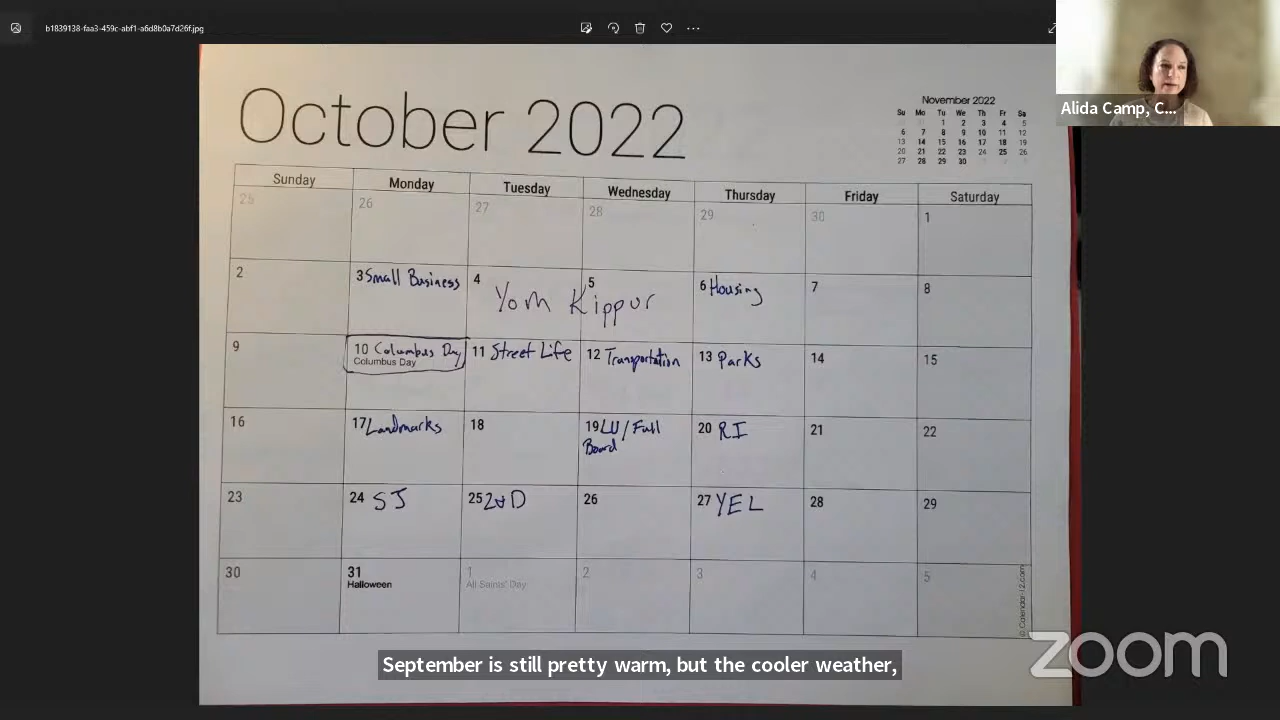 b1839138-faa3-459c-abf1-a6d8b0a7d26f.jpg
Alida Camp, C...
October 2022
November 2022
Su Mo Tu We Th Fr Sa
1 2 3 4 5
6 7 8 9 10 11 12
13 14 15 16 17 18 19
20 21 22 23 24 25 26
27 28 29 30
Sunday Monday Tuesday Wednesday Thursday Friday Saturday
25 26 27 28 29 30 1
2 3 Small Business 4 5 6 Housing 7 8
Yom Kippur
9 10 Columbus Day 11 Street Life 12 Transportation 13 Parks 14 15
Columbus Day
16 17 Landmarks 18 19 LU/Full 20 RI 21 22
Board
23 24 SJ 25 26 27 YEL 28 29
30 31 1 2 3 4 5
Halloween All Saints' Day
© Calendar-12.com
September is still pretty warm, but the cooler weather,
zoom